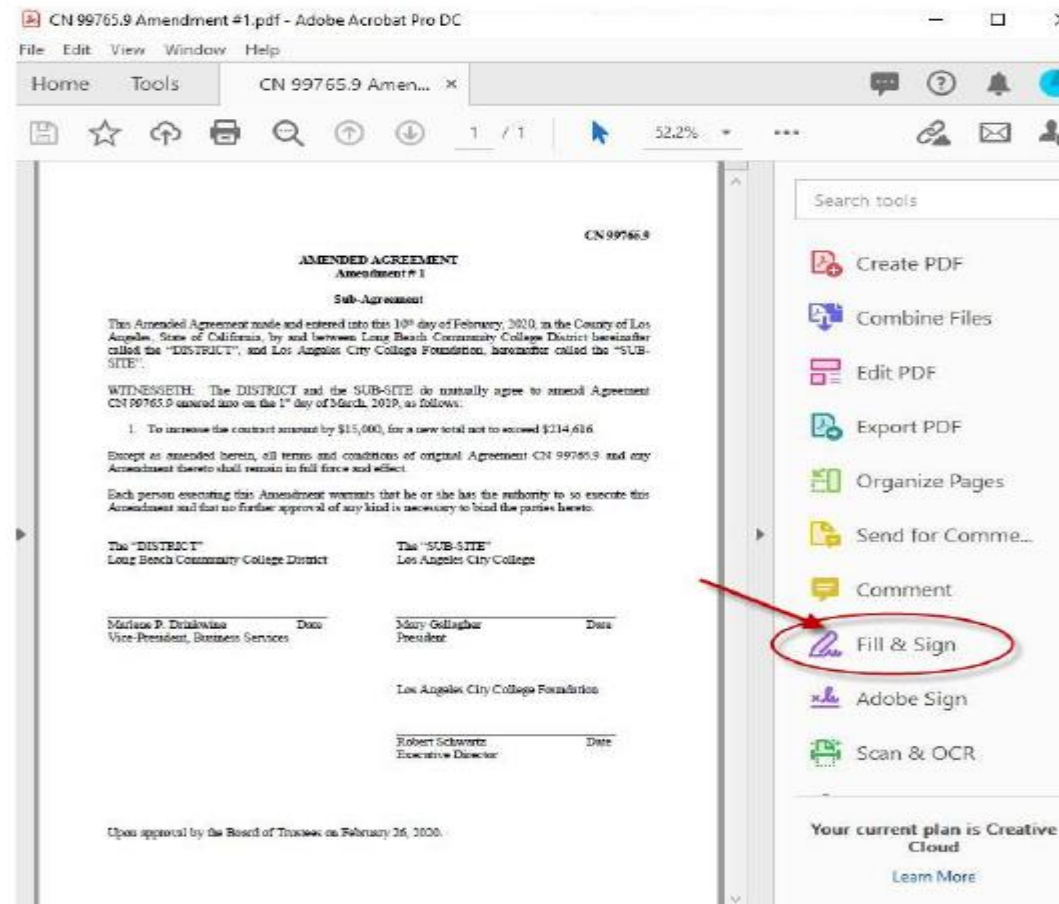 CN 99765.9 Amendment #1.pdf - Adobe Acrobat Pro DC
File Edit View Window Help
Home Tools CN 99765.9 Amen... ×
1 / 1 52.2%
CN 99765.9
AMENDED AGREEMENT
Amendment # 1
Sub-Agreement
This Amended Agreement made and entered into this 10th day of February, 2020, in the County of Los
Angeles, State of California, by and between Long Beach Community College District hereinafter
called the “DISTRICT”, and Los Angeles City College Foundation, hereinafter called the “SUB-
SITE”.
WITNESSETH: The DISTRICT and the SUB-SITE do mutually agree to amend Agreement
CN 99765.9 entered into on the 1st day of March, 2019, as follows:
1. To increase the contract amount by $15,000, for a new total not to exceed $214,616.
Except as amended herein, all terms and conditions of original Agreement CN 99765.9 and any
Amendment thereto shall remain in full force and effect.
Each person executing this Amendment warrants that he or she has the authority to so execute this
Amendment and that no further approval of any kind is necessary to bind the parties hereto.
The “DISTRICT” The “SUB-SITE”
Long Beach Community College District Los Angeles City College
Marlene P. Drinkwine Date Mary Gallagher Date
Vice-President, Business Services President
Los Angeles City College Foundation
Robert Schwartz Date
Executive Director
Upon approval by the Board of Trustees on February 26, 2020.
Search tools
Create PDF
Combine Files
Edit PDF
Export PDF
Organize Pages
Send for Comme...
Comment
Fill & Sign
Adobe Sign
Scan & OCR
Your current plan is Creative
Cloud
Learn More